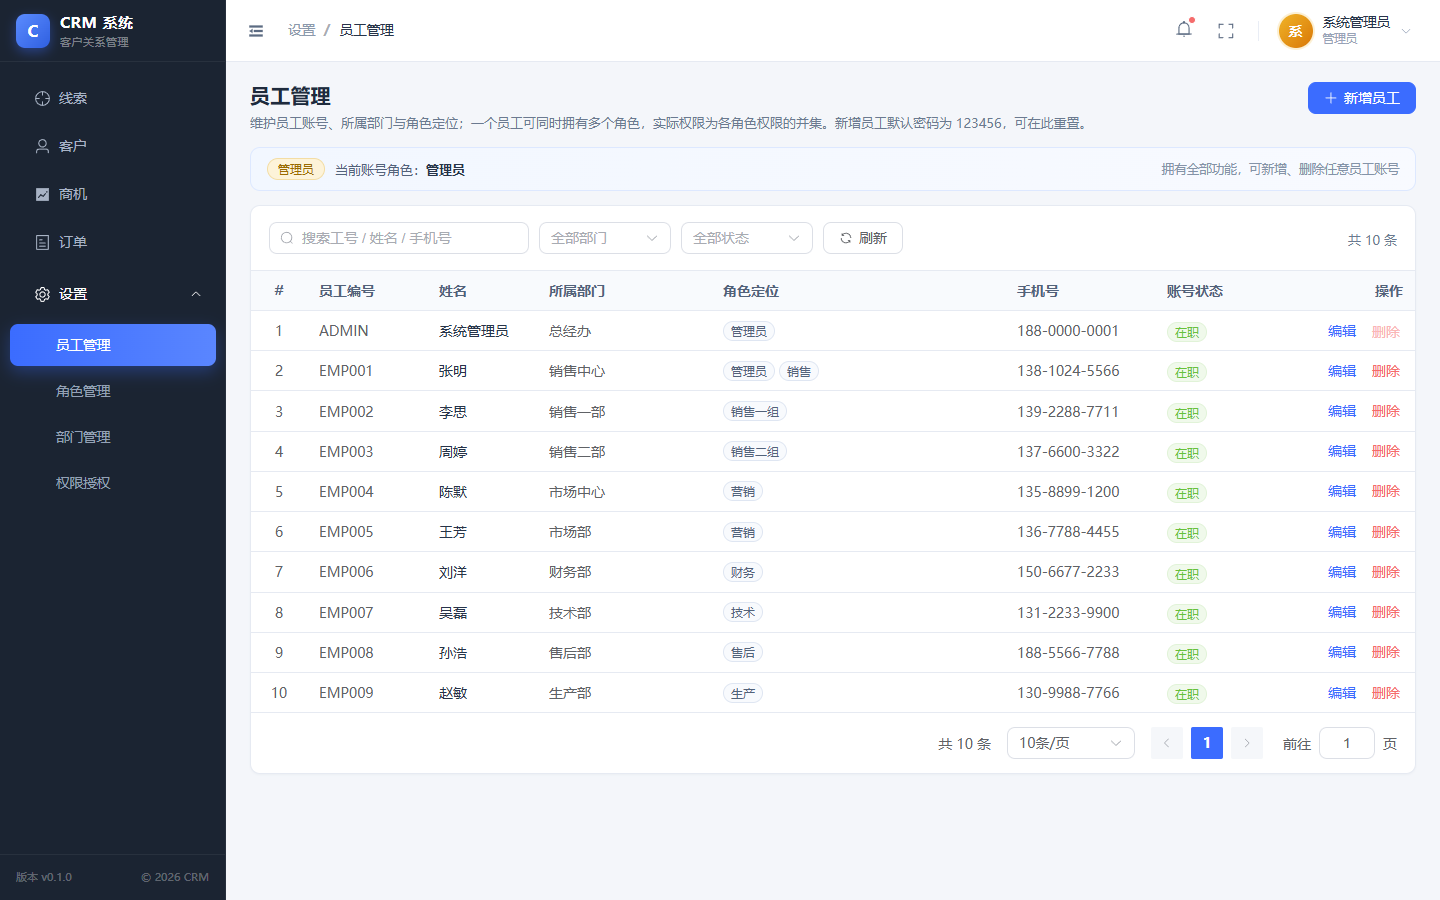 C
CRM 系统
客户关系管理
线索
客户
商机
订单
设置
员工管理
角色管理
部门管理
权限授权
版本 v0.1.0
© 2026 CRM
设置 / 员工管理
系
系统管理员
管理员
员工管理
维护员工账号、所属部门与角色定位；一个员工可同时拥有多个角色，实际权限为各角色权限的并集。新增员工默认密码为 123456，可在此重置。
新增员工
管理员 当前账号角色：管理员 拥有全部功能，可新增、删除任意员工账号
搜索工号 / 姓名 / 手机号 全部部门 全部状态 刷新 共 10 条
# 员工编号 姓名 所属部门 角色定位 手机号 账号状态 操作
1 ADMIN 系统管理员 总经办 管理员 188-0000-0001 在职 编辑 删除
2 EMP001 张明 销售中心 管理员 销售 138-1024-5566 在职 编辑 删除
3 EMP002 李思 销售一部 销售一组 139-2288-7711 在职 编辑 删除
4 EMP003 周婷 销售二部 销售二组 137-6600-3322 在职 编辑 删除
5 EMP004 陈默 市场中心 营销 135-8899-1200 在职 编辑 删除
6 EMP005 王芳 市场部 营销 136-7788-4455 在职 编辑 删除
7 EMP006 刘洋 财务部 财务 150-6677-2233 在职 编辑 删除
8 EMP007 吴磊 技术部 技术 131-2233-9900 在职 编辑 删除
9 EMP008 孙浩 售后部 售后 188-5566-7788 在职 编辑 删除
10 EMP009 赵敏 生产部 生产 130-9988-7766 在职 编辑 删除
共 10 条 10条/页 1 前往 1 页